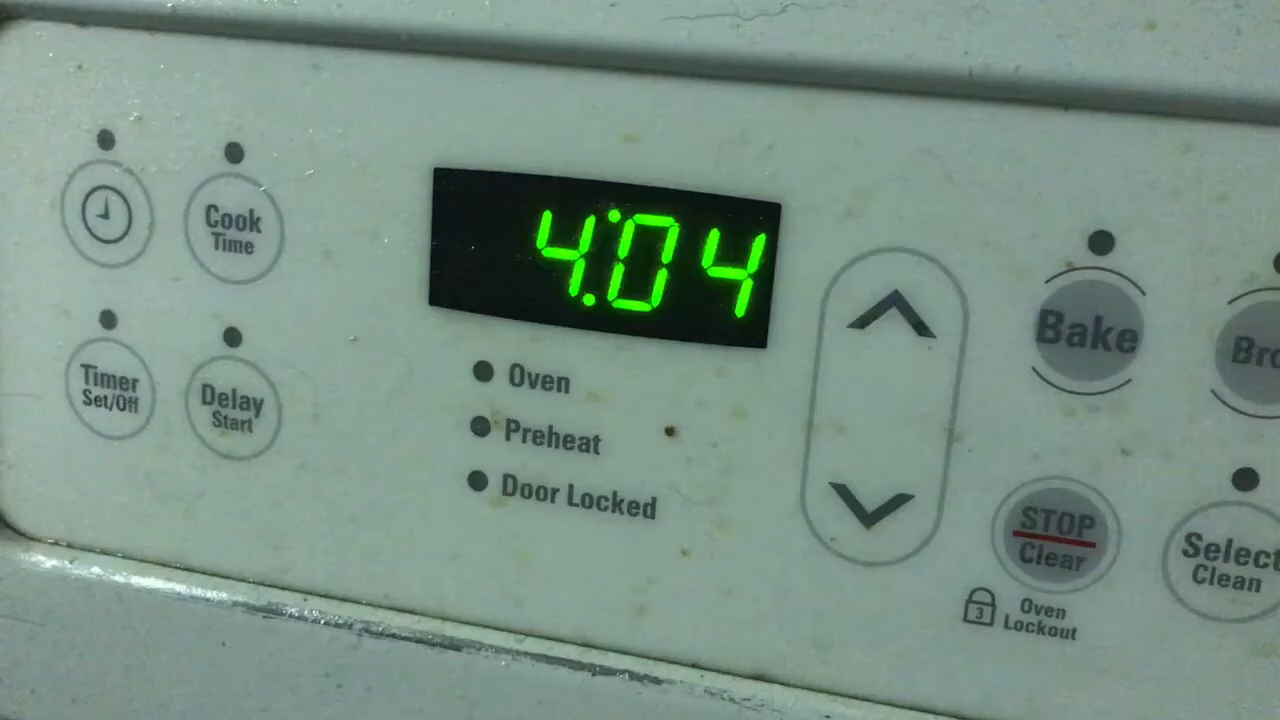 Cook
Time
4:04
Timer
Set/Off
Delay
Start
Oven
Preheat
Door Locked
Bake
Bro
STOP
Clear
3
Oven
Lockout
Select
Clean